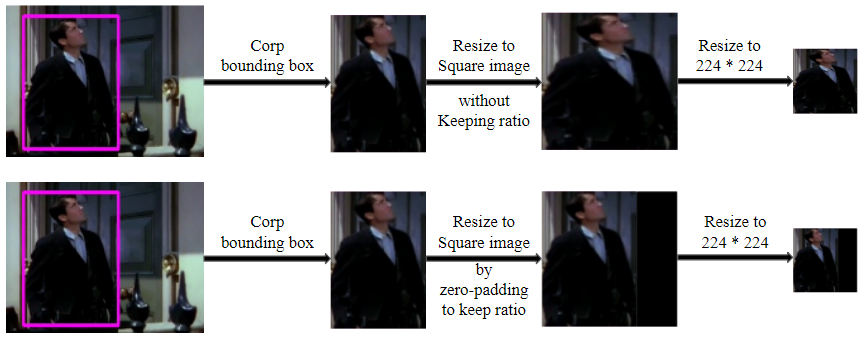 Corp
bounding box
Resize to
Square image
without
Keeping ratio
Resize to
224 * 224
Corp
bounding box
Resize to
Square image
by
zero-padding
to keep ratio
Resize to
224 * 224